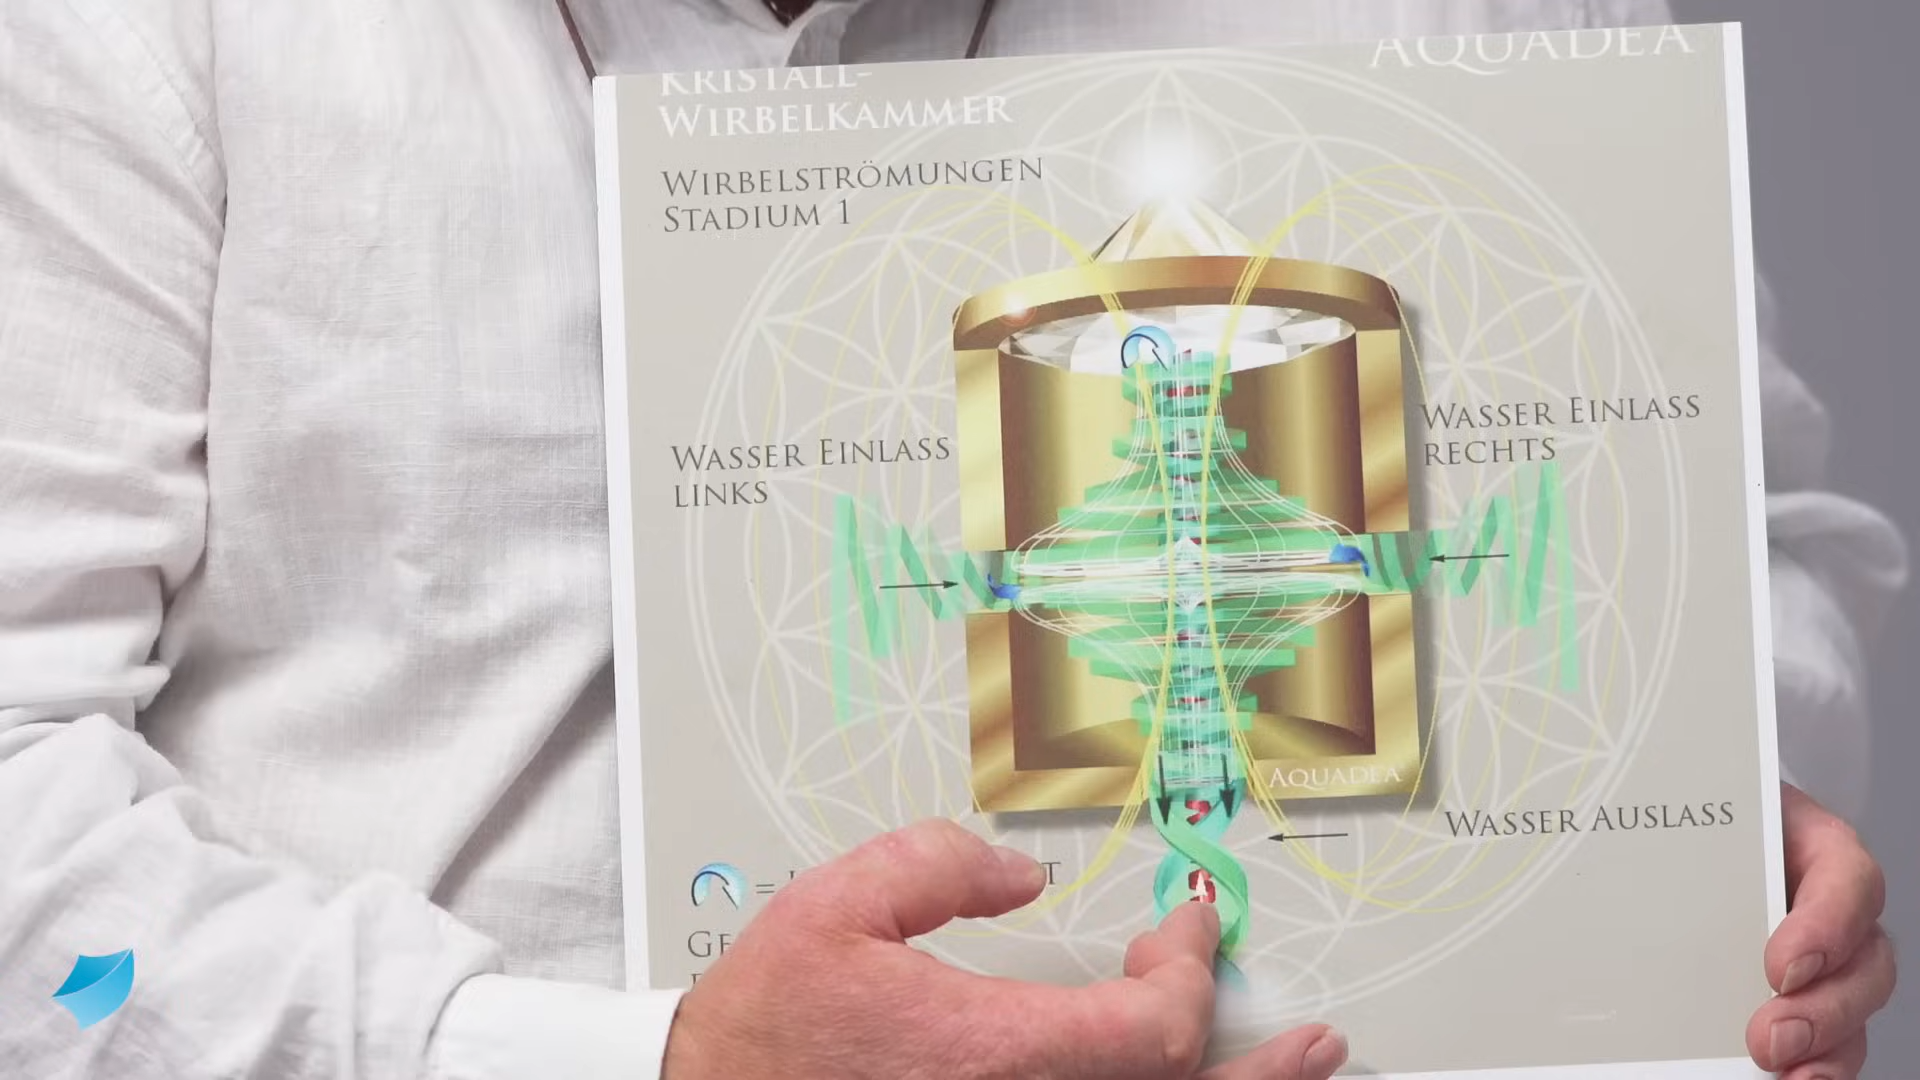 AQUADEA
KRISTALL-
WIRBELKAMMER
WIRBELSTRÖMUNGEN
STADIUM 1
WASSER EINLASS
LINKS
WASSER EINLASS
RECHTS
AQUADEA
WASSER AUSLASS
=